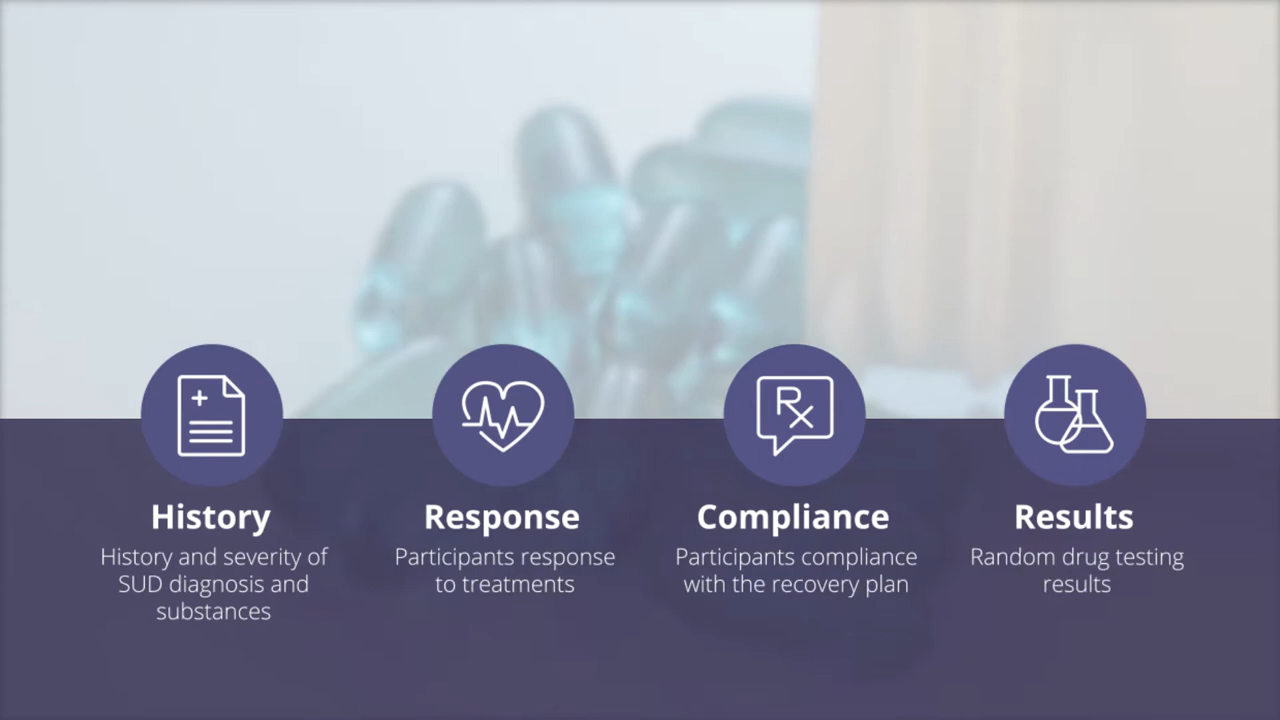 History
History and severity of
SUD diagnosis and
substances
Response
Participants response
to treatments
Rx
Compliance
Participants compliance
with the recovery plan
Results
Random drug testing
results